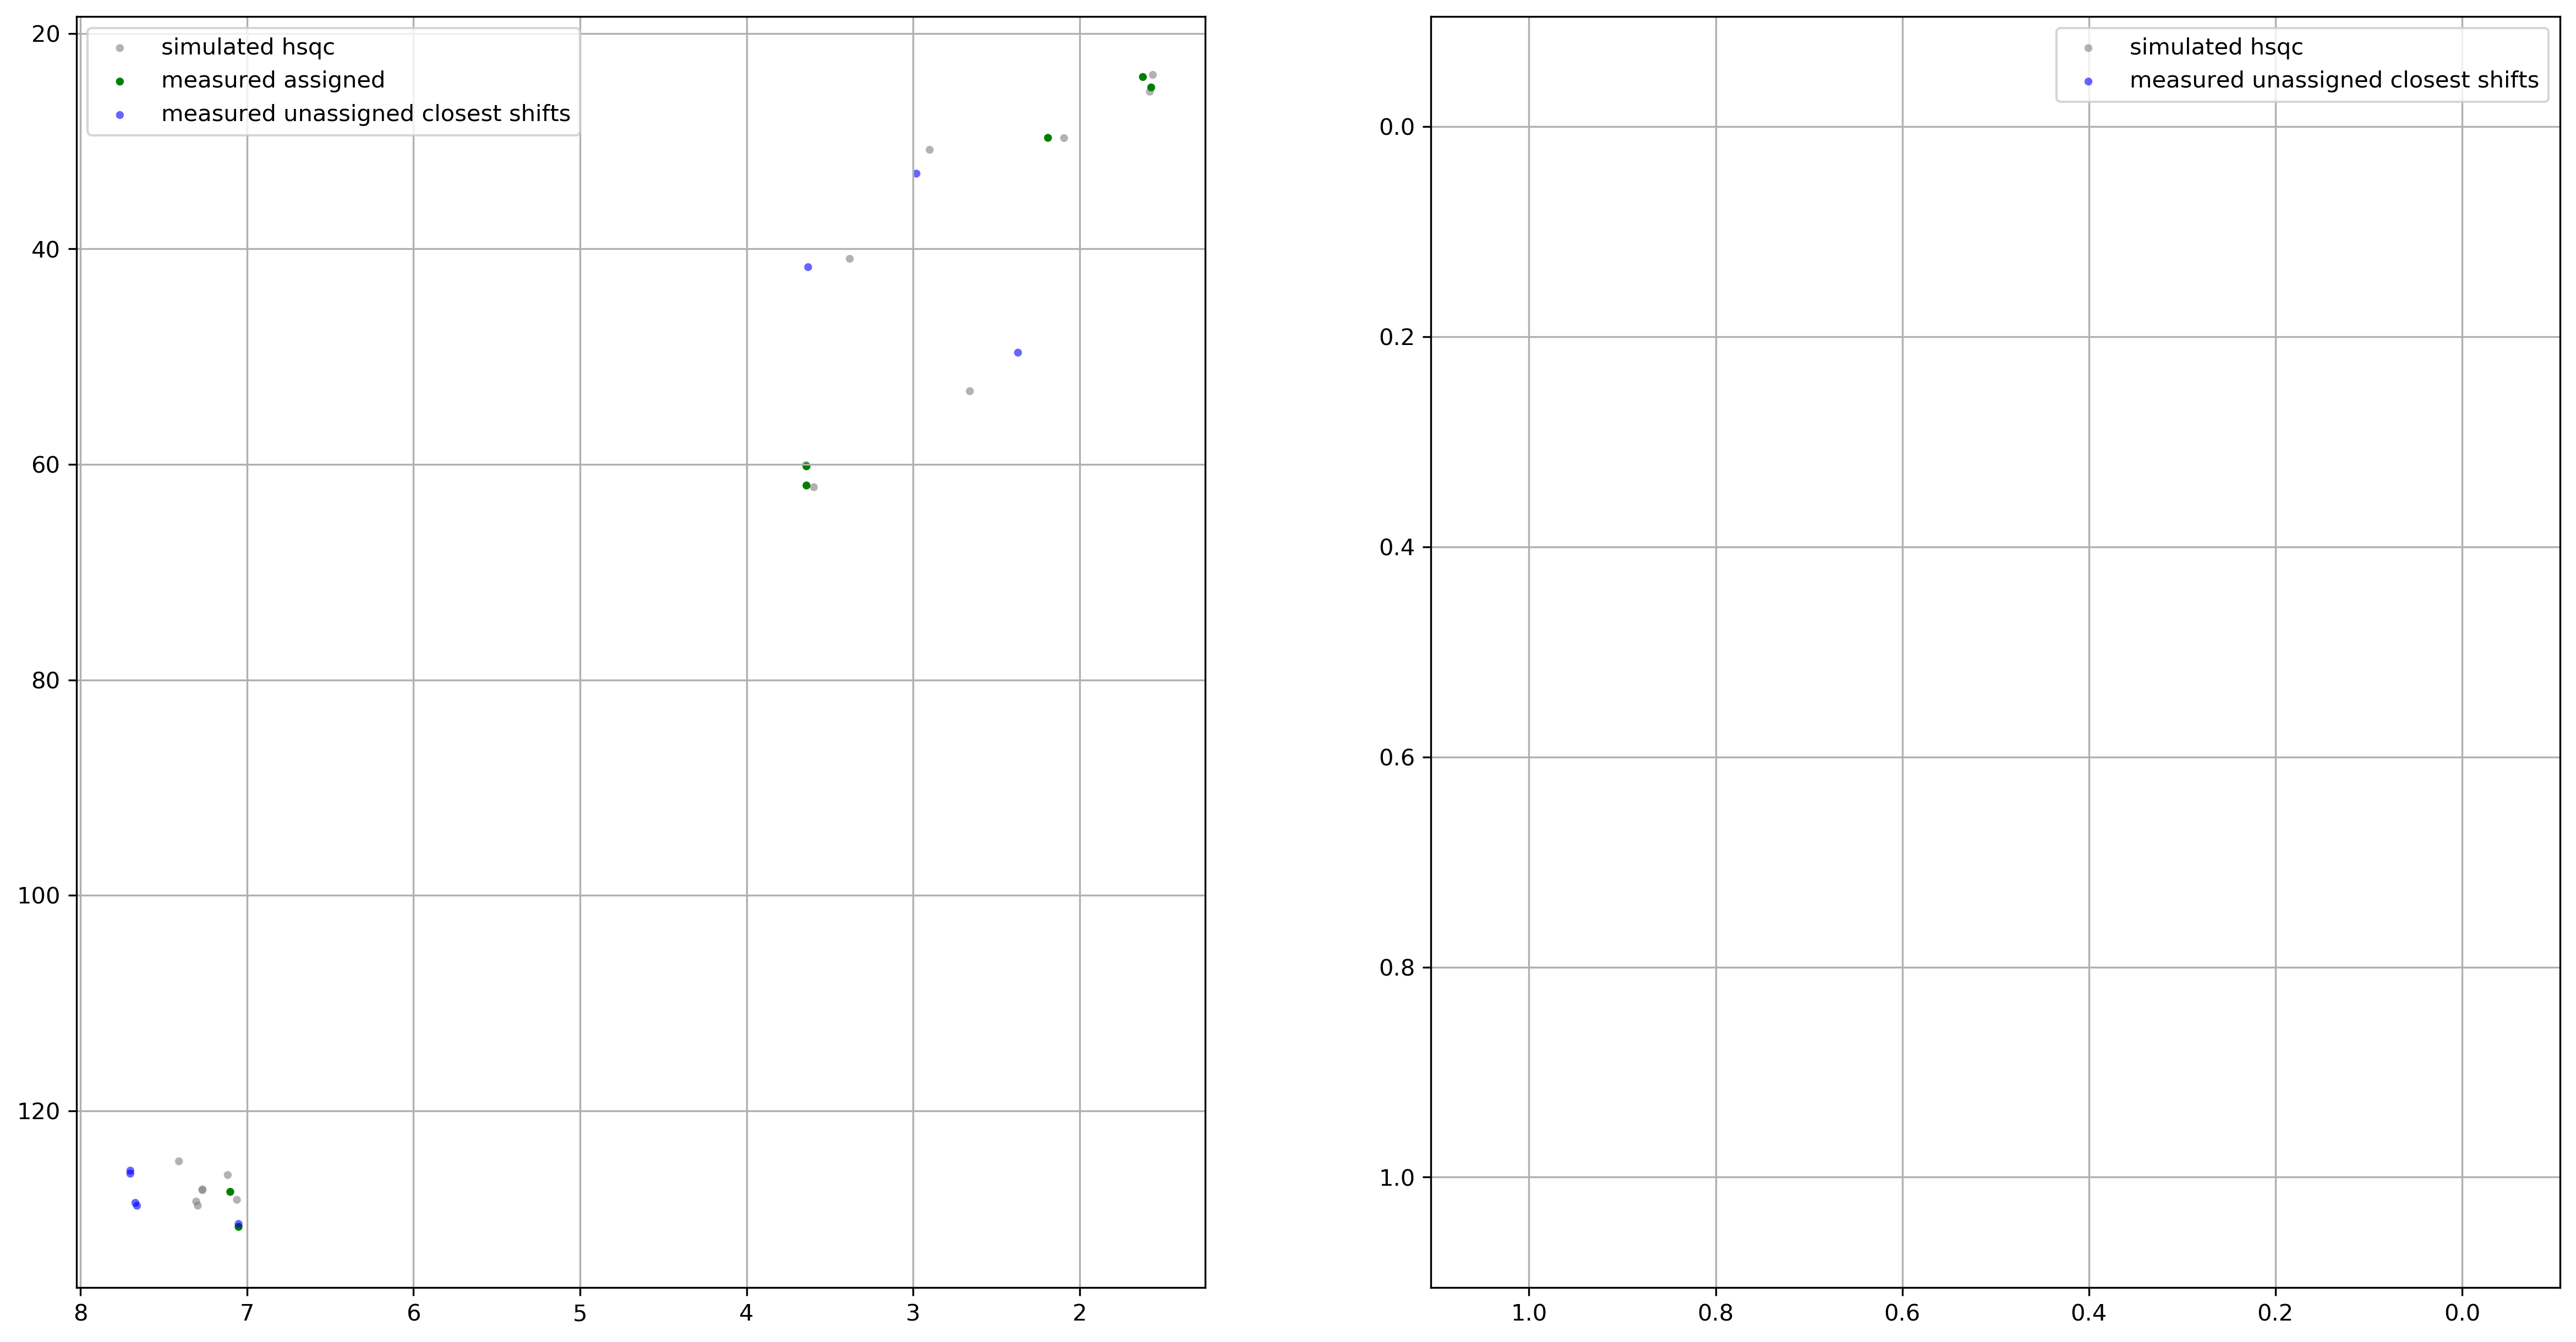 simulated hsqc
measured assigned
measured unassigned closest shifts
20
40
60
80
100
120
8 7 6 5 4 3 2
simulated hsqc
measured unassigned closest shifts
0.0
0.2
0.4
0.6
0.8
1.0
1.0 0.8 0.6 0.4 0.2 0.0